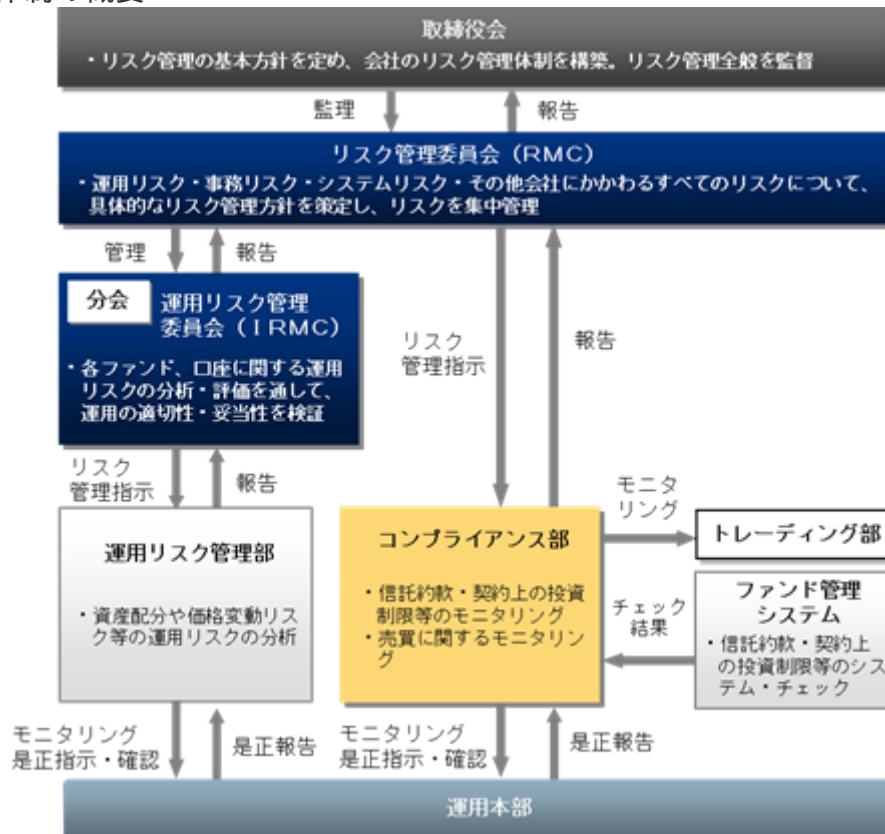 取締役会
・リスク管理の基本方針を定め、会社のリスク管理体制を構築。リスク管理全般を監督
監理
報告
リスク管理委員会（RMC）
・運用リスク・事務リスク・システムリスク・その他会社にかかわるすべてのリスクについて、
具体的なリスク管理方針を策定し、リスクを集中管理
管理
報告
分会
運用リスク管理
委員会（IRMC）
・各ファンド、口座に関する運用
リスクの分析・評価を通して、
運用の適切性・妥当性を検証
リスク
管理指示
報告
リスク
管理指示
報告
運用リスク管理部
・資産配分や価格変動リス
ク等の運用リスクの分析
コンプライアンス部
・信託約款・契約上の投資
制限等のモニタリング
・売買に関するモニタリン
グ
モニタ
リング
トレーディング部
チェック
結果
ファンド管理
システム
・信託約款・契約上
の投資制限等のシス
テム・チェック
モニタリング
是正指示・確認
是正報告
モニタリング
是正指示・確認
是正報告
運用本部